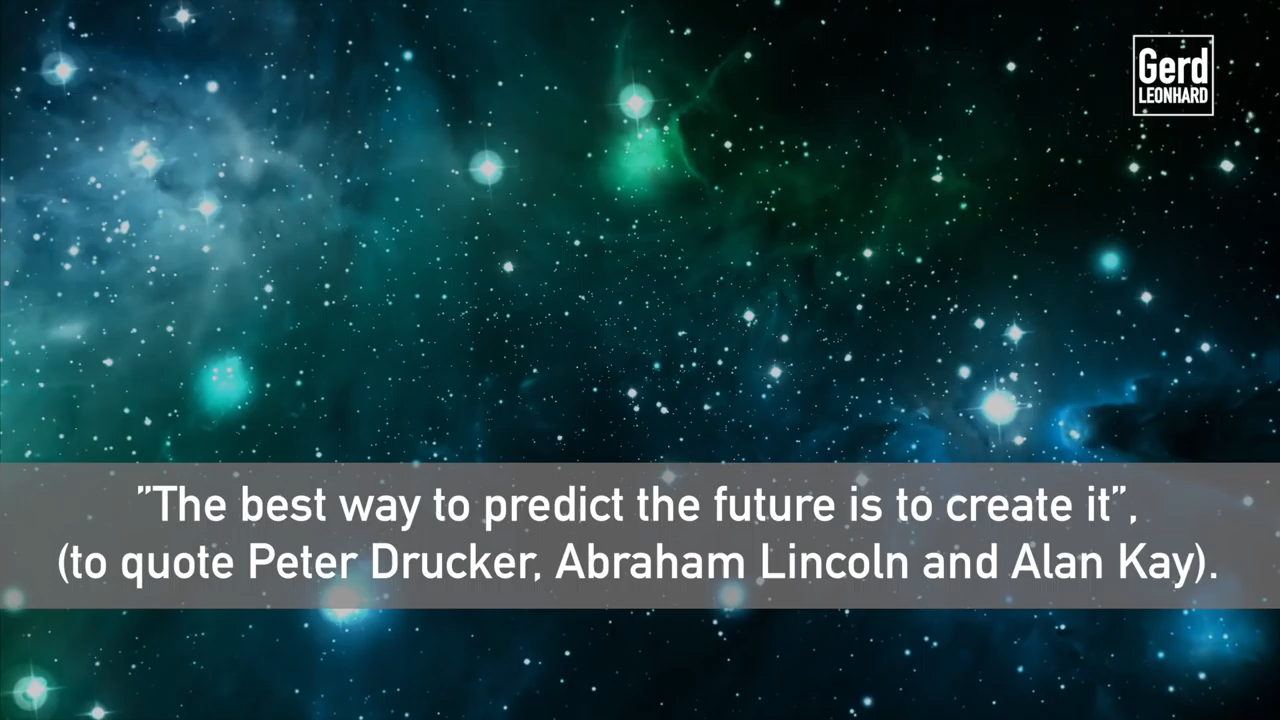 Gerd
LEONHARD
”The best way to predict the future is to create it”,
(to quote Peter Drucker, Abraham Lincoln and Alan Kay).